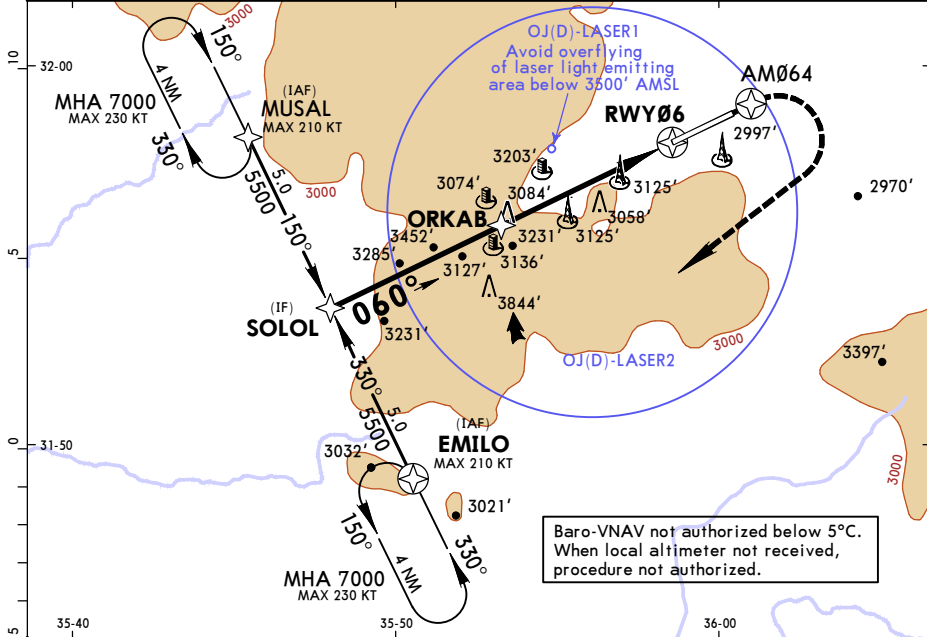 3000
OJ(D)-LASER1
Avoid overflying
of laser light emitting
area below 3500' AMSL
10
32-00
150°
4 NM
MHA 7000
MAX 230 KT
330°
(IAF)
MUSAL
MAX 210 KT
AMØ64
RWYØ6
2997'
3203'
3000
5.0
5500
150°
3074'
3084'
3125'
3058'
2970'
ORKAB
3452'
3231'
3125'
3285'
3127'
3136'
5
060°
3844'
(IF)
SOLOL
3231'
3000
OJ(D)-LASER2
3397'
330°
5.0
5500
(IAF)
EMILO
MAX 210 KT
0
31-50
3032'
3000
3021'
150°
4 NM
330°
MHA 7000
MAX 230 KT
Baro-VNAV not authorized below 5°C.
When local altimeter not received,
procedure not authorized.
5
35-40
35-50
36-00